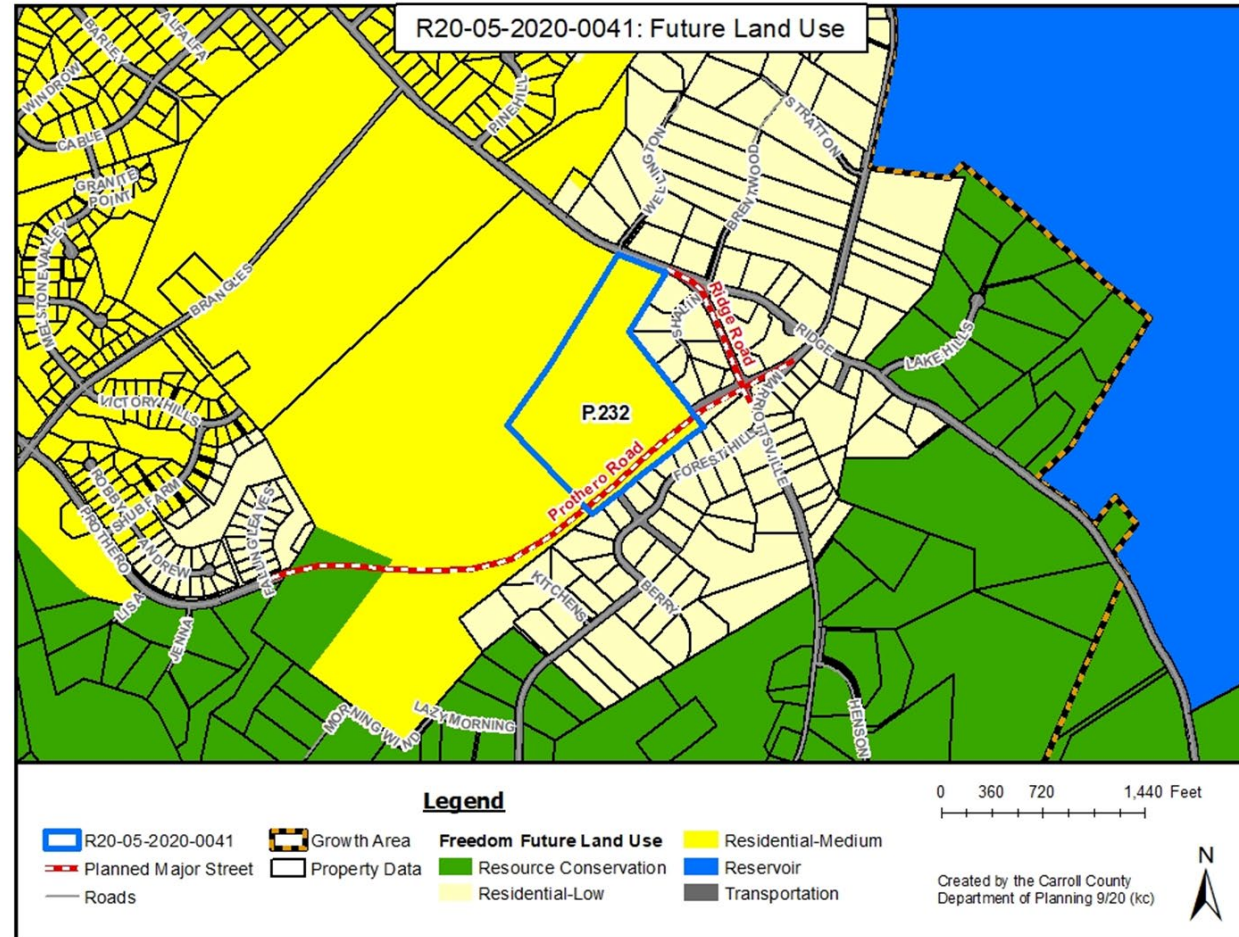 R20-05-2020-0041: Future Land Use
BARLEY
ALFALFA
WINDROW
CABLE
PINEHILL
STRATTON
WELLINGTON
BRENTWOOD
GRANITE
POINT
MELSTONE VALLEY
BRANGLES
SHALIN
Ridge Road
RIDGE
LAKE HILLS
VICTORY HILLS
P.232
MARRIOTTSVILLE
FOREST HILL
Prothero Road
ROBBY
SHUB FARM
PROTHERO
ANDREW
FALLING LEAVES
LISA
JENNA
KITCHENS
BERRY
MORNING WIND
LAZY MORNING
HENSON
Legend
R20-05-2020-0041
Planned Major Street
Roads
Growth Area
Property Data
Freedom Future Land Use
Resource Conservation
Residential-Low
Residential-Medium
Reservoir
Transportation
0 360 720 1,440 Feet
Created by the Carroll County
Department of Planning 9/20 (kc)
N